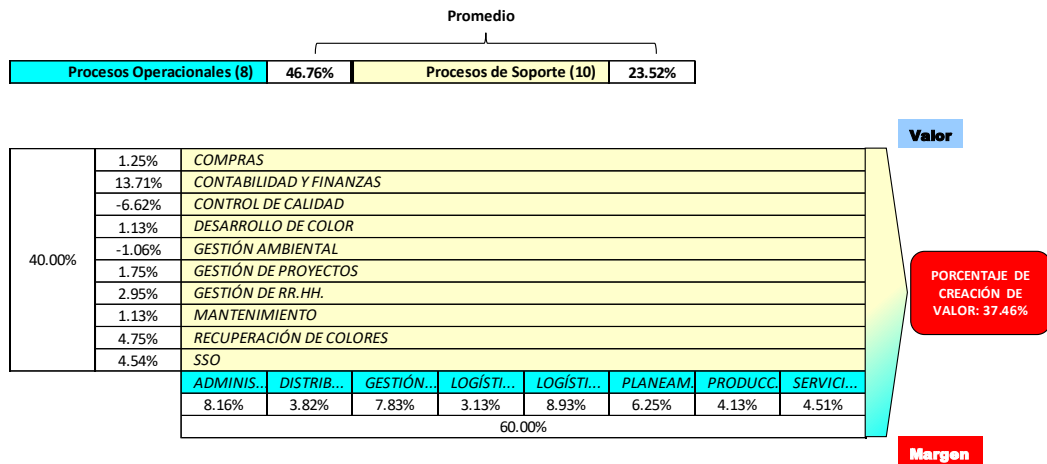 Promedio
Procesos Operacionales (8) 46.76% Procesos de Soporte (10) 23.52%
Valor
1.25% COMPRAS
13.71% CONTABILIDAD Y FINANZAS
-6.62% CONTROL DE CALIDAD
1.13% DESARROLLO DE COLOR
-1.06% GESTIÓN AMBIENTAL
40.00%
1.75% GESTIÓN DE PROYECTOS
2.95% GESTIÓN DE RR.HH.
1.13% MANTENIMIENTO
4.75% RECUPERACIÓN DE COLORES
4.54% SSO
PORCENTAJE DE
CREACIÓN DE
VALOR: 37.46%
ADMINIS... DISTRIB... GESTIÓN... LOGÍSTI... LOGÍSTI... PLANEAM. PRODUCC. SERVICI...
8.16% 3.82% 7.83% 3.13% 8.93% 6.25% 4.13% 4.51%
60.00%
Margen